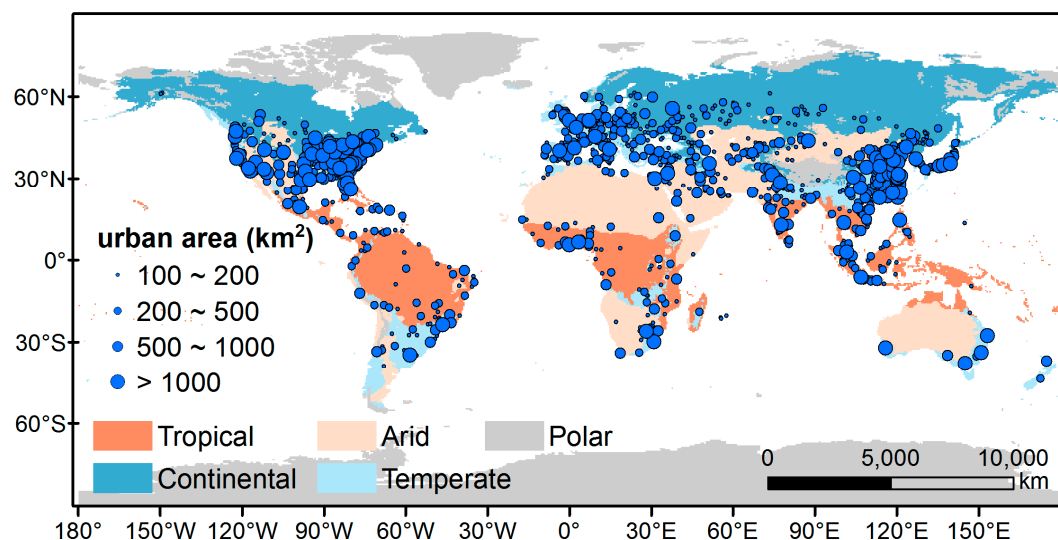 60°N
30°N
0°
30°S
60°S
urban area (km²)
100 ~ 200
200 ~ 500
500 ~ 1000
> 1000
Tropical
Arid
Polar
Continental
Temperate
0 5,000 10,000
km
180° 150°W 120°W 90°W 60°W 30°W 0° 30°E 60°E 90°E 120°E 150°E